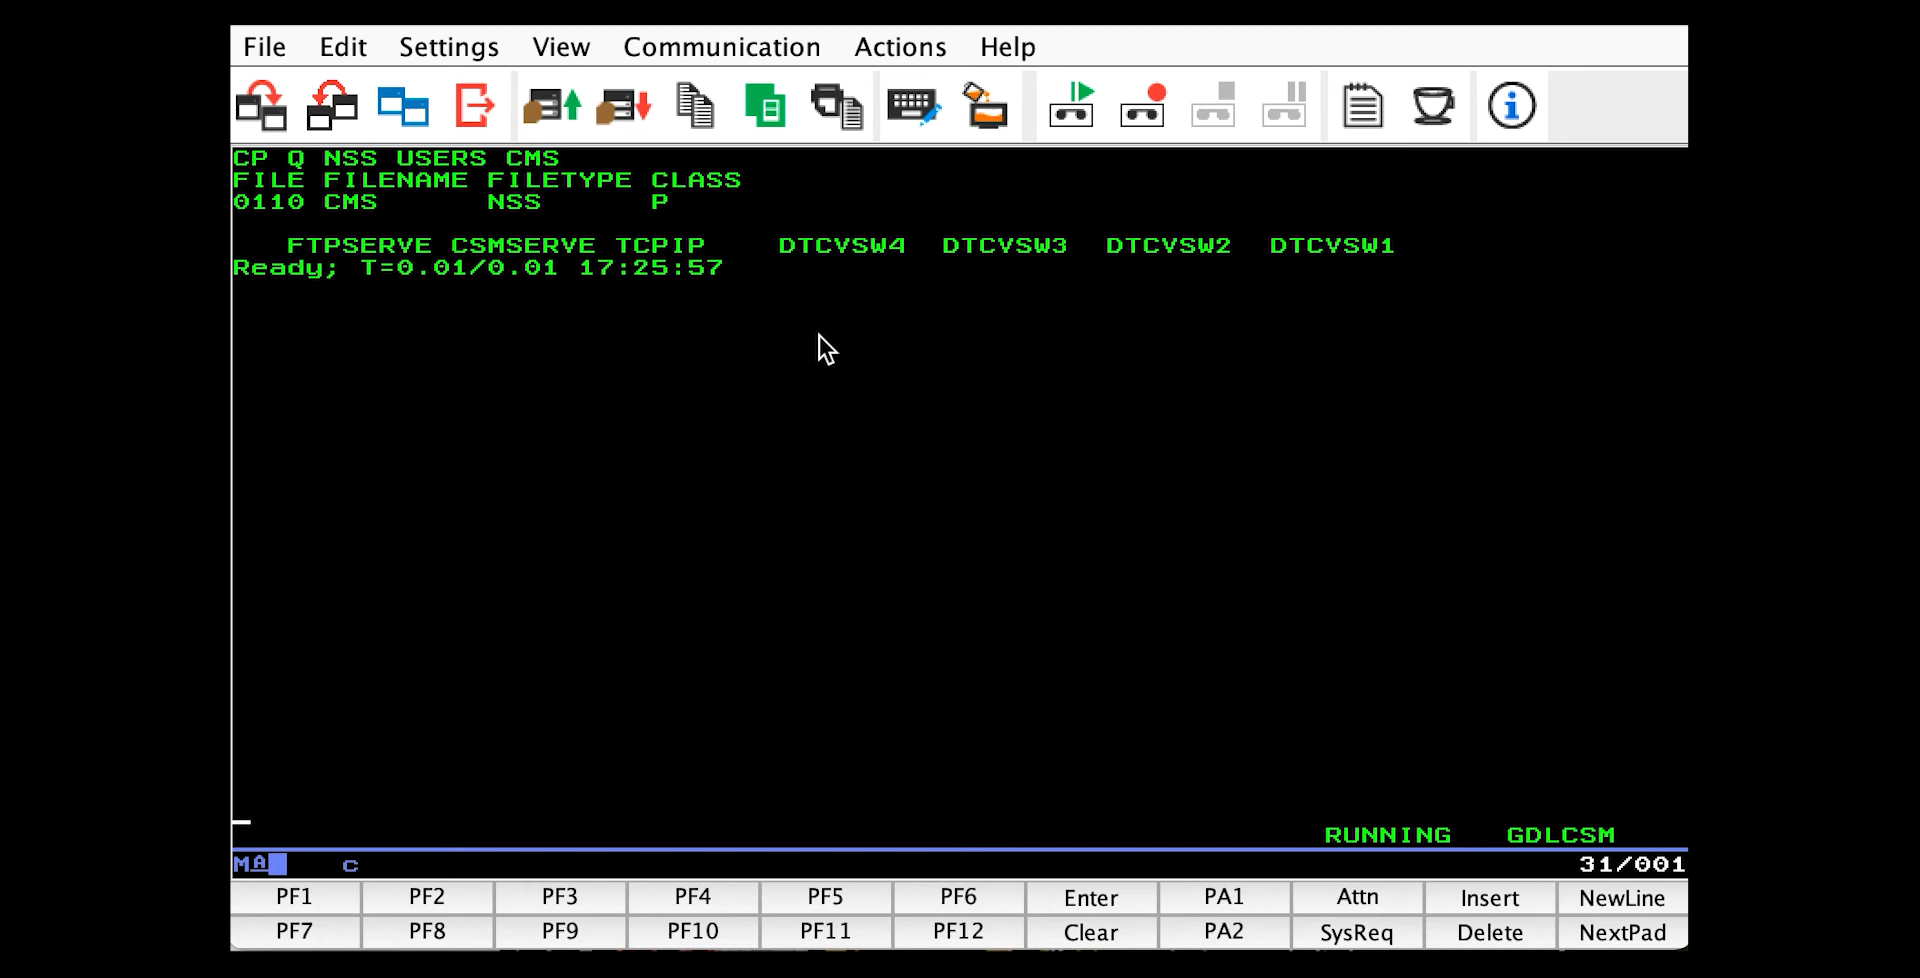 File Edit Settings View Communication Actions Help
CP Q NSS USERS CMS
FILE FILENAME FILETYPE CLASS
0110 CMS NSS P
FTPSERVE CSMSERVE TCPIP DTCVSW4 DTCVSW3 DTCVSW2 DTCVSW1
Ready; T=0.01/0.01 17:25:57
RUNNING GDLCSM
MA C 31/001
PF1 PF2 PF3 PF4 PF5 PF6 Enter PA1 Attn Insert NewLine
PF7 PF8 PF9 PF10 PF11 PF12 Clear PA2 SysReq Delete NextPad